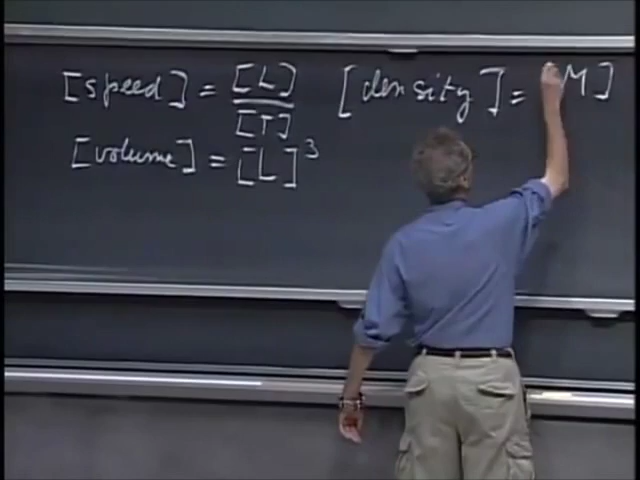 [speed] = [L] [density] = M]
[T]
[volume] = [L]³